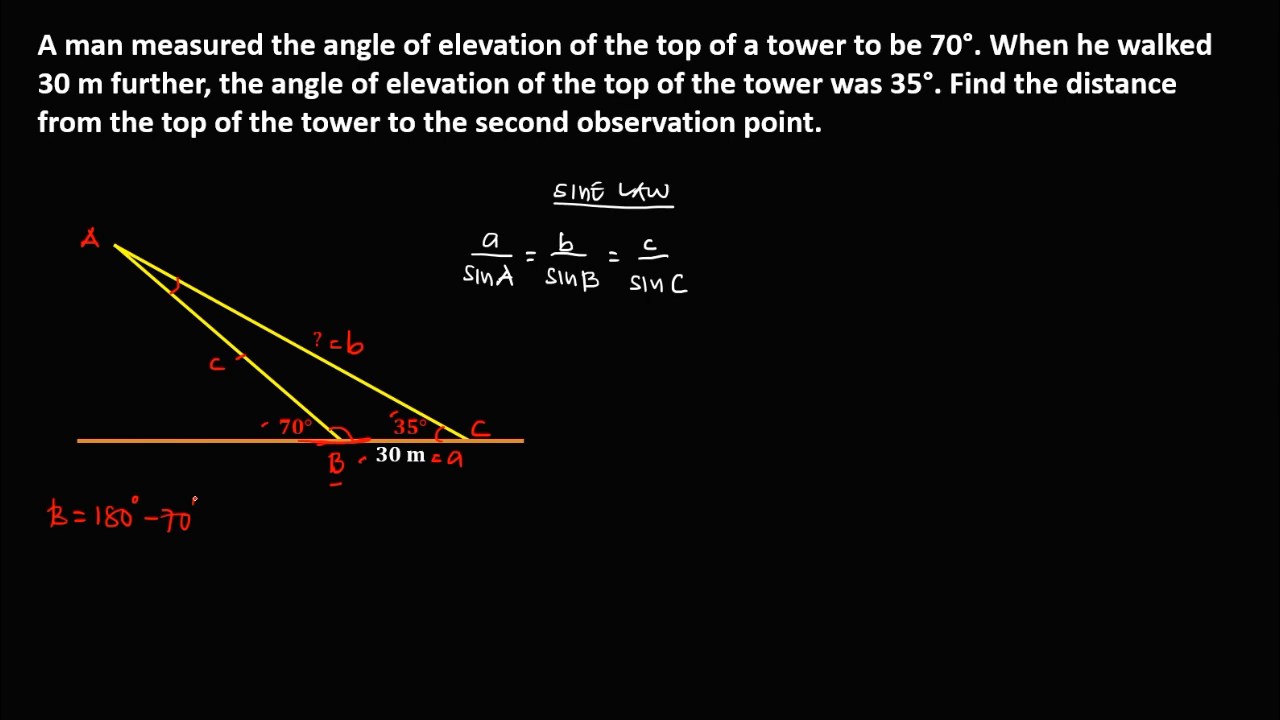 A man measured the angle of elevation of the top of a tower to be 70°. When he walked
30 m further, the angle of elevation of the top of the tower was 35°. Find the distance
from the top of the tower to the second observation point.
SINE LAW
a/sinA = b/sinB = c/sinC
A
? = b
c
70°
35°
C
B
30 m = a
B = 180° - 70°